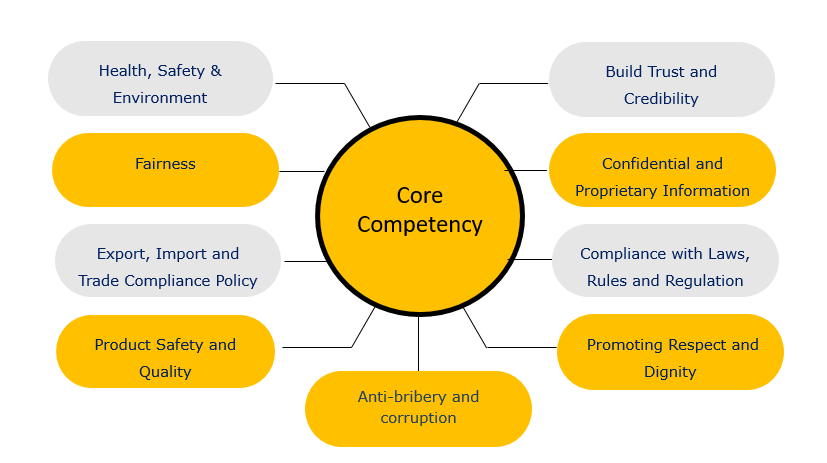 Health, Safety &
Environment
Build Trust and
Credibility
Fairness
Confidential and
Proprietary Information
Core
Competency
Export, Import and
Trade Compliance Policy
Compliance with Laws,
Rules and Regulation
Product Safety and
Quality
Promoting Respect and
Dignity
Anti-bribery and
corruption